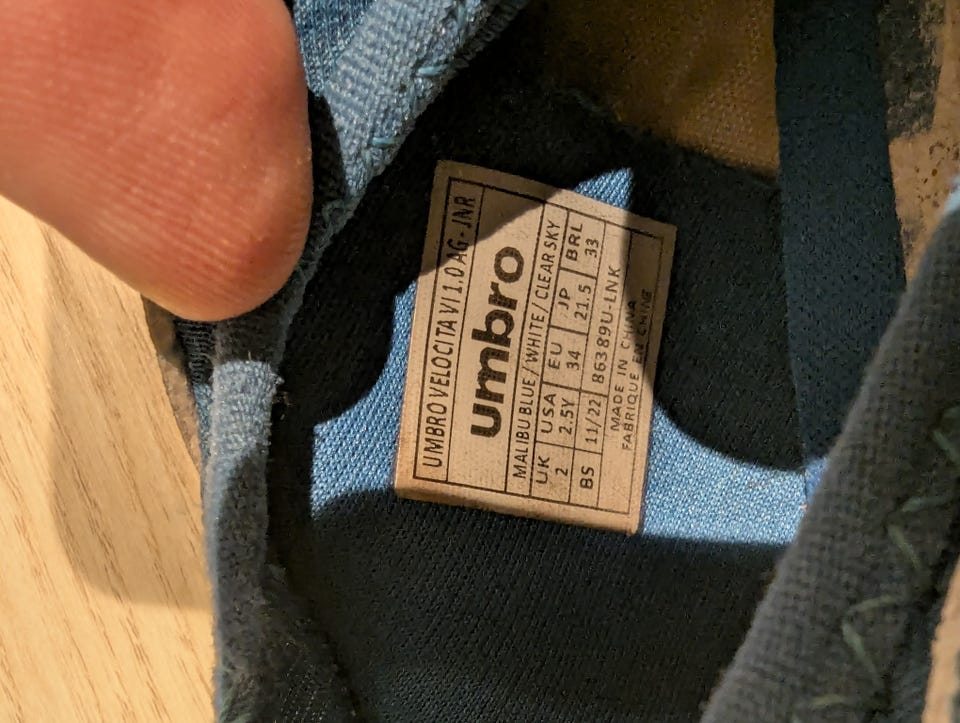 UMBRO VELOCITA VI 1.0 AG - JNR
umbro
MALIBU BLUE / WHITE / CLEAR SKY
UK USA EU JP BRL
2 2.5Y 34 21.5 33
BS 11/22 86389U-LNK
MADE IN CHINA
FABRIQUE EN CHINE